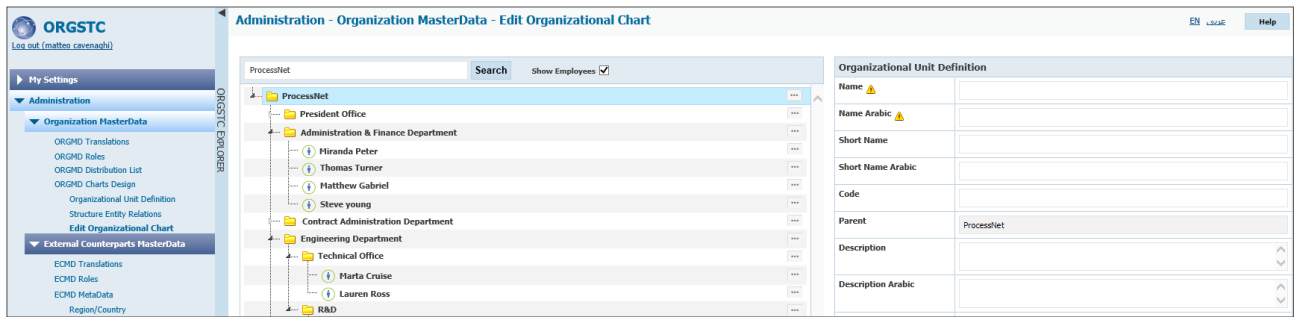 ORGSTC
Log out (matteo cavenaghi)
My Settings
Administration
Organization MasterData
ORGMD Translations
ORGMD Roles
ORGMD Distribution List
ORGMD Charts Design
Organizational Unit Definition
Structure Entity Relations
Edit Organizational Chart
External Counterparts MasterData
ECMD Translations
ECMD Roles
ECMD MetaData
Region/Country
ORGSTC EXPLORER
Administration - Organization MasterData - Edit Organizational Chart
EN عربى Help
ProcessNet Search Show Employees
ProcessNet
President Office
Administration & Finance Department
Miranda Peter
Thomas Turner
Matthew Gabriel
Steve young
Contract Administration Department
Engineering Department
Technical Office
Marta Cruise
Lauren Ross
R&D
Organizational Unit Definition
Name
Name Arabic
Short Name
Short Name Arabic
Code
Parent ProcessNet
Description
Description Arabic